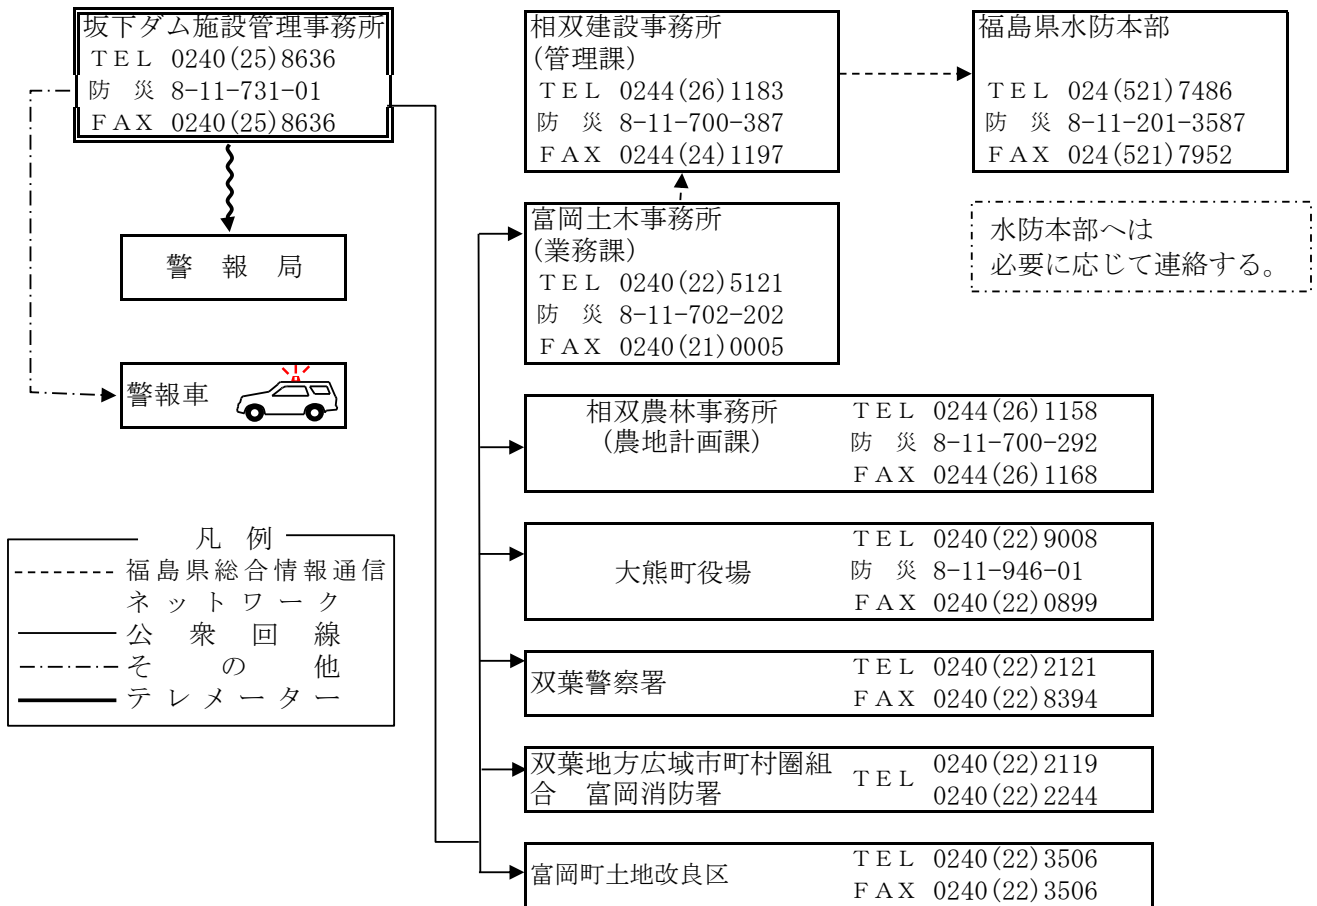 坂下ダム施設管理事務所
ＴＥＬ 0240(25)8636
防　災 8-11-731-01
ＦＡＸ 0240(25)8636
警　報　局
警報車
相双建設事務所
(管理課)
ＴＥＬ 0244(26)1183
防　災 8-11-700-387
ＦＡＸ 0244(24)1197
福島県水防本部
ＴＥＬ 024(521)7486
防　災 8-11-201-3587
ＦＡＸ 024(521)7952
富岡土木事務所
(業務課)
ＴＥＬ 0240(22)5121
防　災 8-11-702-202
ＦＡＸ 0240(21)0005
水防本部へは
必要に応じて連絡する。
相双農林事務所 ＴＥＬ 0244(26)1158
(農地計画課) 防　災 8-11-700-292
ＦＡＸ 0244(26)1168
ＴＥＬ 0240(22)9008
大熊町役場 防　災 8-11-946-01
ＦＡＸ 0240(22)0899
双葉警察署 ＴＥＬ 0240(22)2121
ＦＡＸ 0240(22)8394
双葉地方広域市町村圏組 ＴＥＬ 0240(22)2119
合　富岡消防署 0240(22)2244
富岡町土地改良区 ＴＥＬ 0240(22)3506
ＦＡＸ 0240(22)3506
凡　例
福島県総合情報通信
ネットワーク
公衆回線
その他
テレメーター